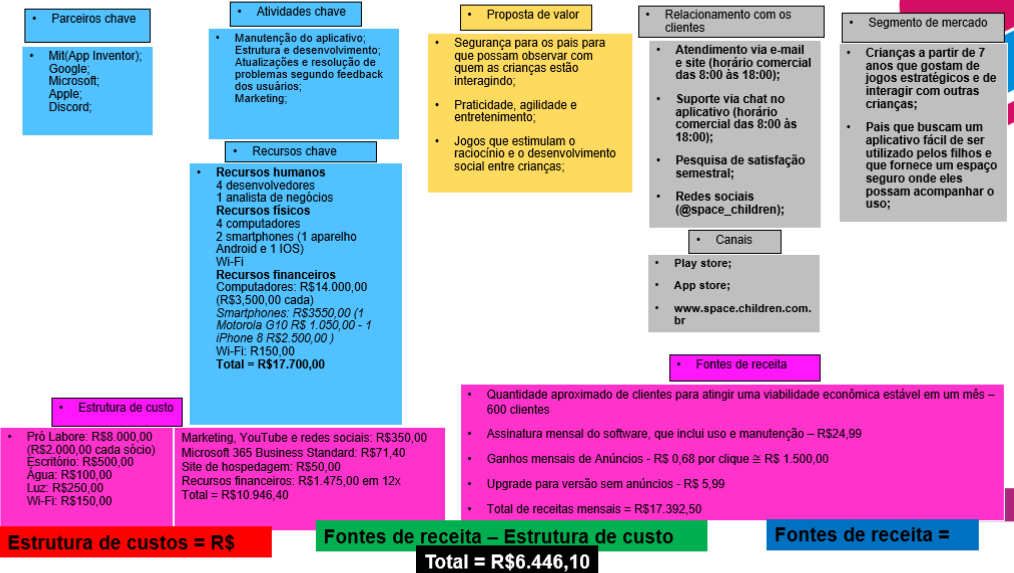 Parceiros chave
Mit(App Inventor);
Google;
Microsoft;
Apple;
Discord;
Atividades chave
Manutenção do aplicativo;
Estrutura e desenvolvimento;
Atualizações e resolução de
problemas segundo feedback
dos usuários;
Marketing;
Recursos chave
Recursos humanos
4 desenvolvedores
1 analista de negócios
Recursos físicos
4 computadores
2 smartphones (1 aparelho
Android e 1 IOS)
Wi-Fi
Recursos financeiros
Computadores: R$14.000,00
(R$3,500,00 cada)
Smartphones: R$3550,00 (1
Motorola G10 R$ 1.050,00 - 1
iPhone 8 R$2.500,00 )
Wi-Fi: R150,00
Total = R$17.700,00
Proposta de valor
Segurança para os pais para
que possam observar com
quem as crianças estão
interagindo;
Praticidade, agilidade e
entretenimento;
Jogos que estimulam o
raciocínio e o desenvolvimento
social entre crianças;
Relacionamento com os
clientes
Atendimento via e-mail
e site (horário comercial
das 8:00 às 18:00);
Suporte via chat no
aplicativo (horário
comercial das 8:00 às
18:00);
Pesquisa de satisfação
semestral;
Redes sociais
(@space_children);
Canais
Play store;
App store;
www.space.children.com.
br
Segmento de mercado
Crianças a partir de 7
anos que gostam de
jogos estratégicos e de
interagir com outras
crianças;
Pais que buscam um
aplicativo fácil de ser
utilizado pelos filhos e
que fornece um espaço
seguro onde eles
possam acompanhar o
uso;
Estrutura de custo
Pró Labore: R$8.000,00
(R$2.000,00 cada sócio)
Escritório: R$500,00
Água: R$100,00
Luz: R$250,00
Wi-Fi: R$150,00
Marketing, YouTube e redes sociais: R$350,00
Microsoft 365 Business Standard: R$71,40
Site de hospedagem: R$50,00
Recursos financeiros: R$1.475,00 em 12x
Total = R$10.946,40
Fontes de receita
Quantidade aproximado de clientes para atingir uma viabilidade econômica estável em um mês –
600 clientes
Assinatura mensal do software, que inclui uso e manutenção – R$24,99
Ganhos mensais de Anúncios - R$ 0,68 por clique ≅ R$ 1.500,00
Upgrade para versão sem anúncios - R$ 5,99
Total de receitas mensais = R$17.392,50
Estrutura de custos = R$
Fontes de receita – Estrutura de custo
Fontes de receita =
Total = R$6.446,10